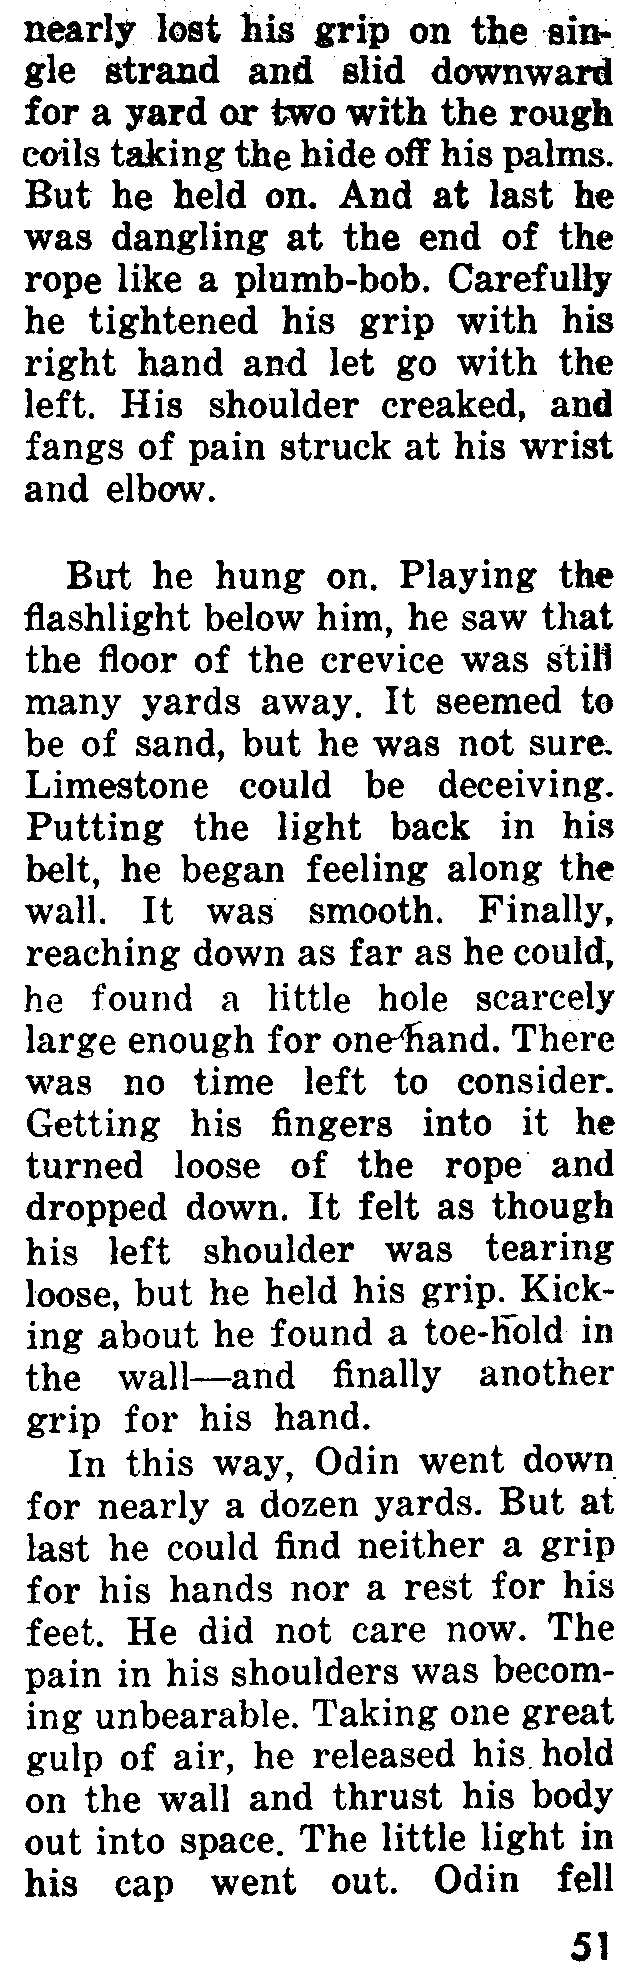 nearly lost his grip on the sin-
gle strand and slid downward
for a yard or two with the rough
coils taking the hide off his palms.
But he held on. And at last he
was dangling at the end of the
rope like a plumb-bob. Carefully
he tightened his grip with his
right hand and let go with the
left. His shoulder creaked, and
fangs of pain struck at his wrist
and elbow.
But he hung on. Playing the
flashlight below him, he saw that
the floor of the crevice was still
many yards away. It seemed to
be of sand, but he was not sure.
Limestone could be deceiving.
Putting the light back in his
belt, he began feeling along the
wall. It was smooth. Finally,
reaching down as far as he could,
he found a little hole scarcely
large enough for one hand. There
was no time left to consider.
Getting his fingers into it he
turned loose of the rope and
dropped down. It felt as though
his left shoulder was tearing
loose, but he held his grip. Kick-
ing about he found a toe-hold in
the wall—and finally another
grip for his hand.
In this way, Odin went down
for nearly a dozen yards. But at
last he could find neither a grip
for his hands nor a rest for his
feet. He did not care now. The
pain in his shoulders was becom-
ing unbearable. Taking one great
gulp of air, he released his hold
on the wall and thrust his body
out into space. The little light in
his cap went out. Odin fell
51